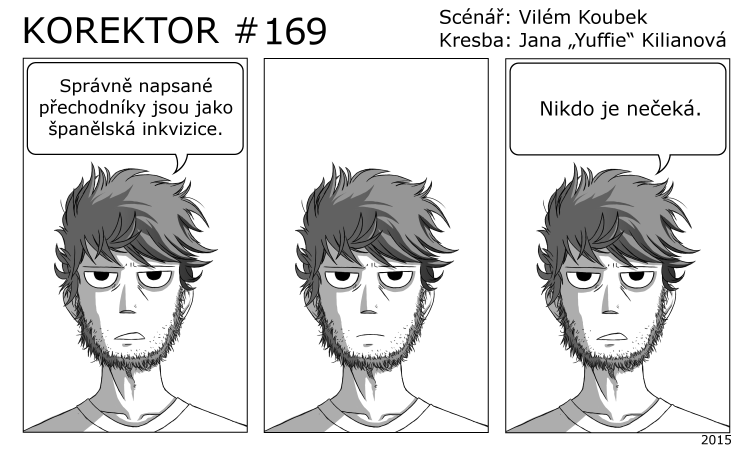 KOREKTOR #169
Scénář: Vilém Koubek
Kresba: Jana „Yuffie“ Kilianová
Správně napsané
přechodníky jsou jako
španělská inkvizice.
Nikdo je nečeká.
2015